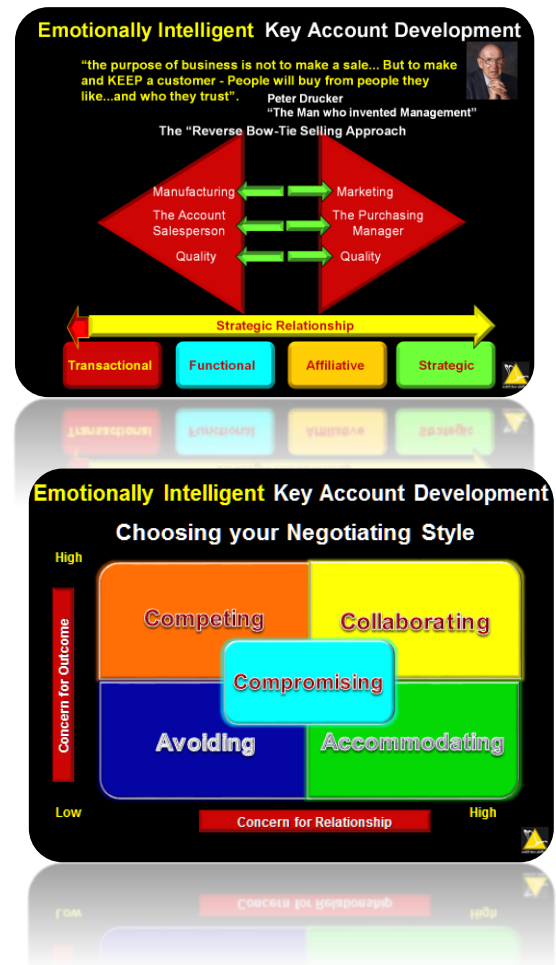 Emotionally Intelligent Key Account Development
“the purpose of business is not to make a sale... But to make
and KEEP a customer - People will buy from people they
like...and who they trust”.
Peter Drucker
“The Man who invented Management”
The “Reverse Bow-Tie Selling Approach
Manufacturing
Marketing
The Account
Salesperson
The Purchasing
Manager
Quality
Quality
Strategic Relationship
Transactional
Functional
Affiliative
Strategic
Emotionally Intelligent Key Account Development
Choosing your Negotiating Style
High
Competing
Collaborating
Concern for Outcome
Compromising
Avoiding
Accommodating
Low
Concern for Relationship
High